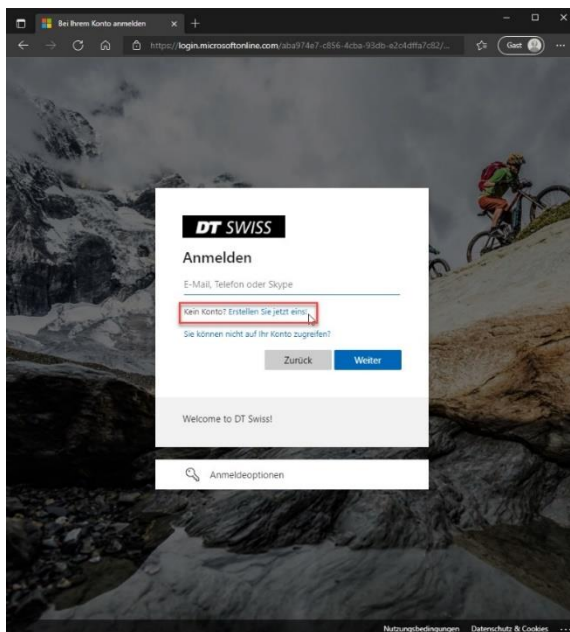 Bei Ihrem Konto anmelden
https://login.microsoftonline.com/aba974e7-c856-4cba-93db-e2c4dffa7c82/...
Gast
DT SWISS
Anmelden
E-Mail, Telefon oder Skype
Kein Konto? Erstellen Sie jetzt eins!
Sie können nicht auf Ihr Konto zugreifen?
Zurück Weiter
Welcome to DT Swiss!
Anmeldeoptionen
Nutzungsbedingungen Datenschutz & Cookies ...